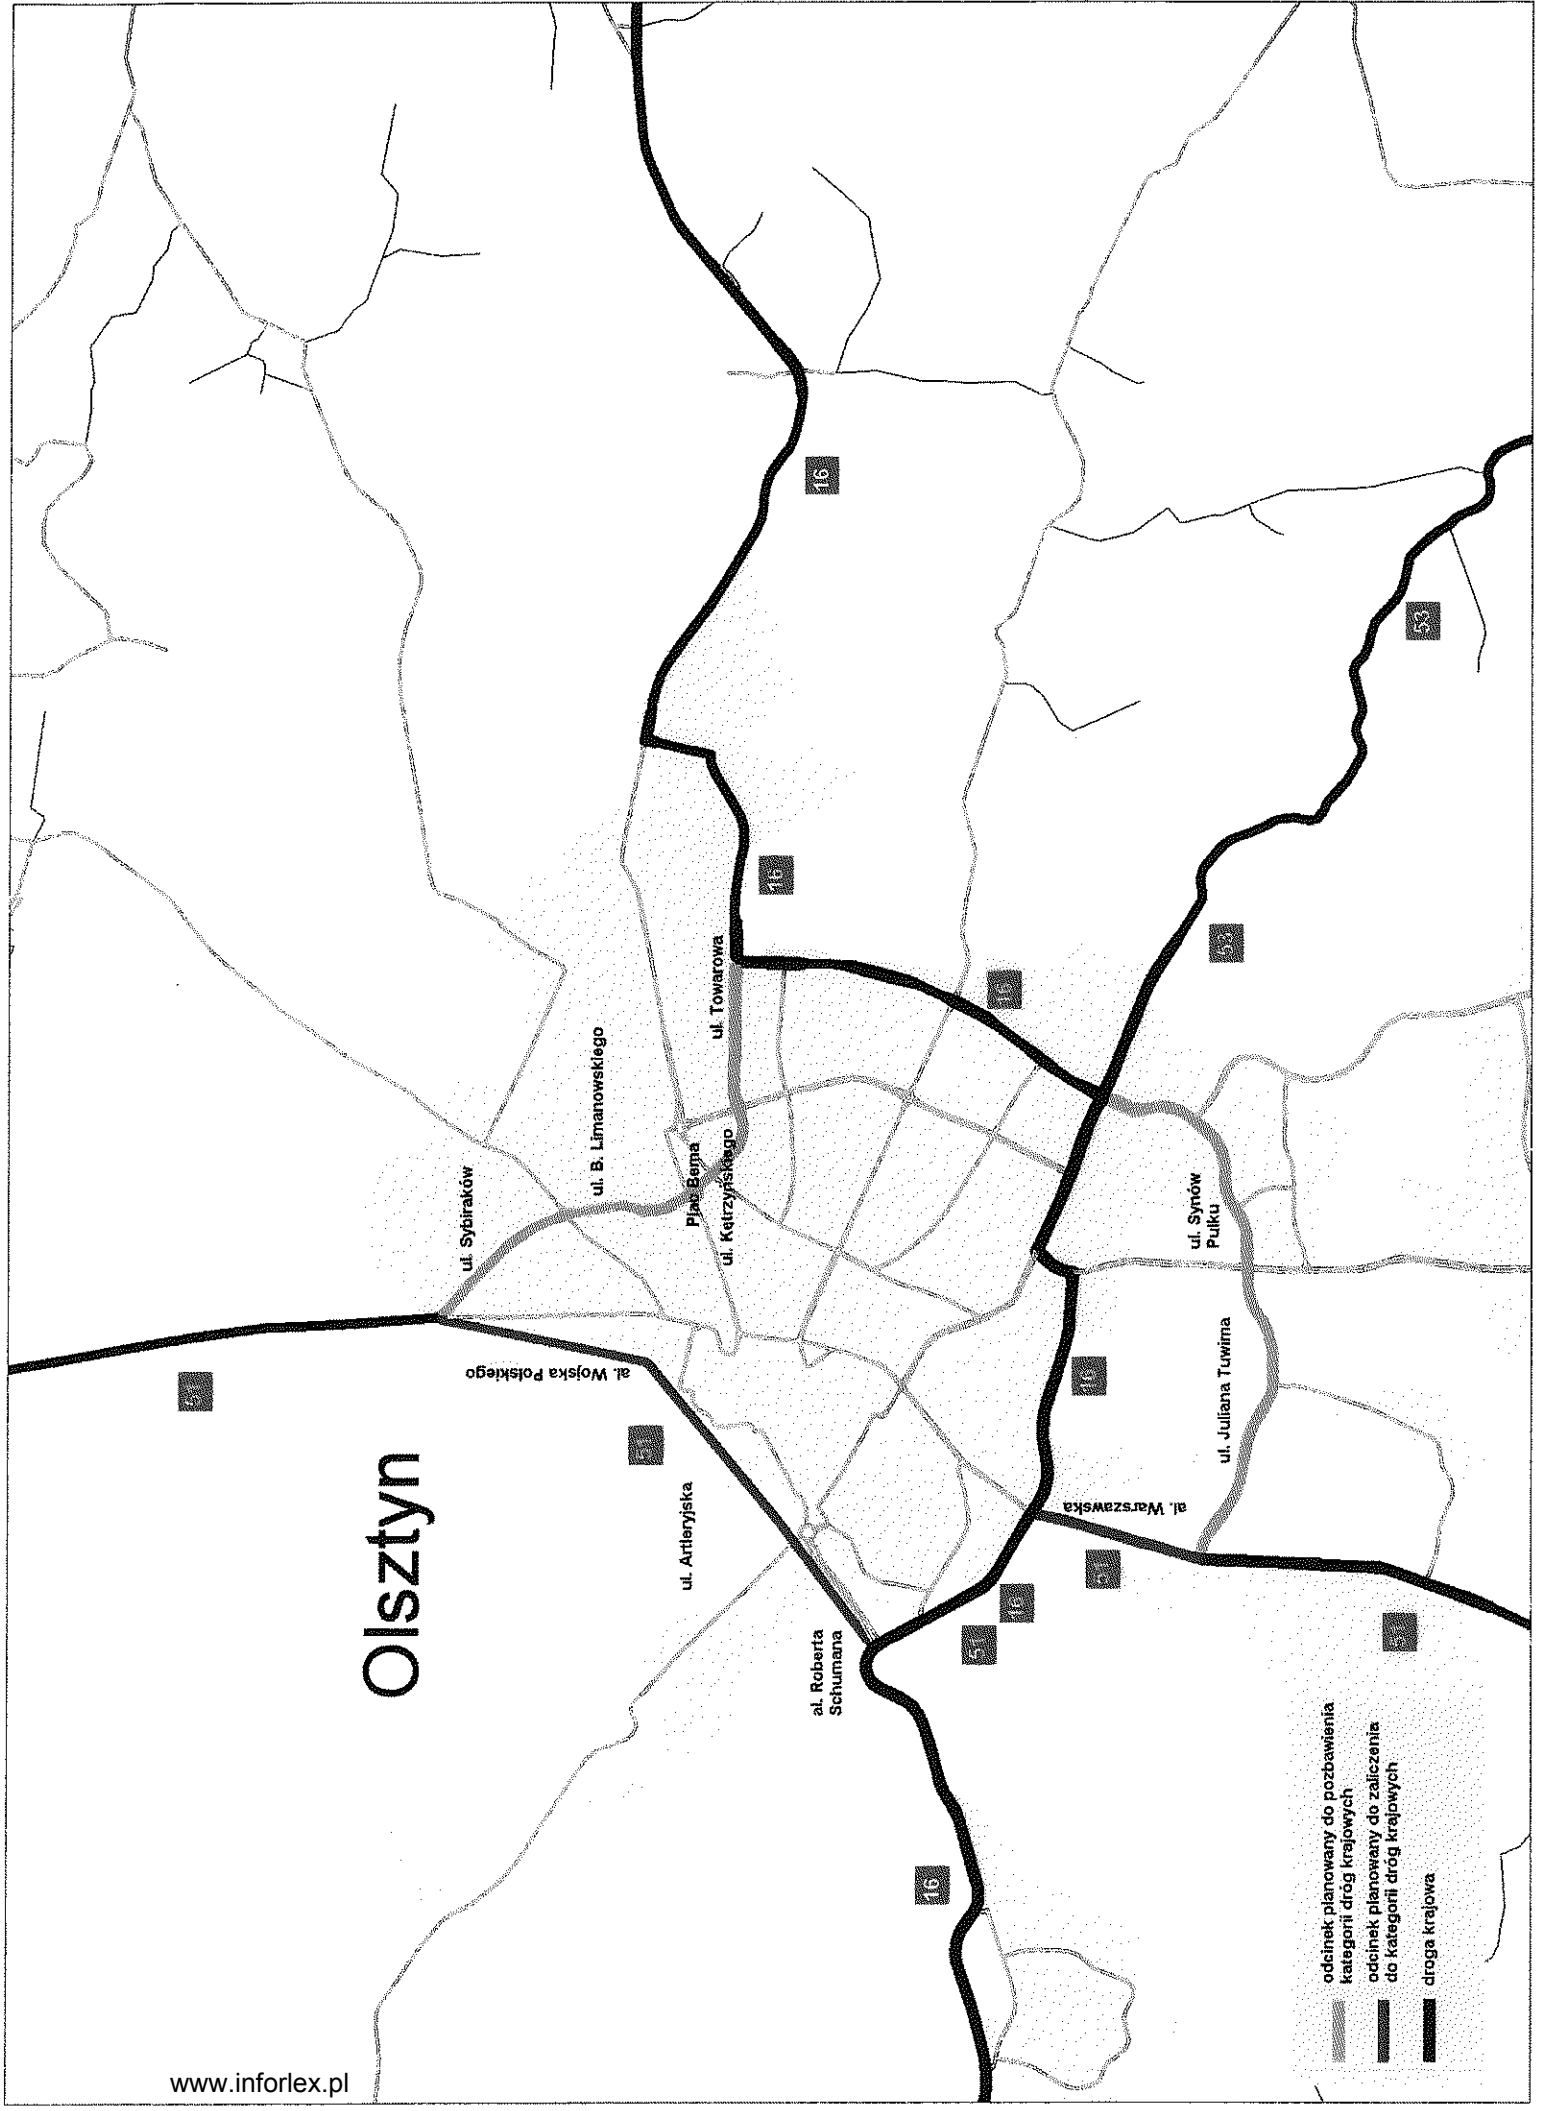 Olsztyn
51
al. Wojska Polskiego
51
ul. Sybiraków
ul. B. Limanowskiego
ul. Artleryjska
Plac Bema
ul. Kętrzyńskiego
ul. Towarowa
16
16
16
al. Roberta
Schumana
16
51
16
al. Warszawska
51
16
ul. Juliana Tuwima
ul. Synów
Pułku
53
53
51
odcinek planowany do pozbawienia
kategorii dróg krajowych
odcinek planowany do zaliczenia
do kategorii dróg krajowych
droga krajowa
www.inforlex.pl